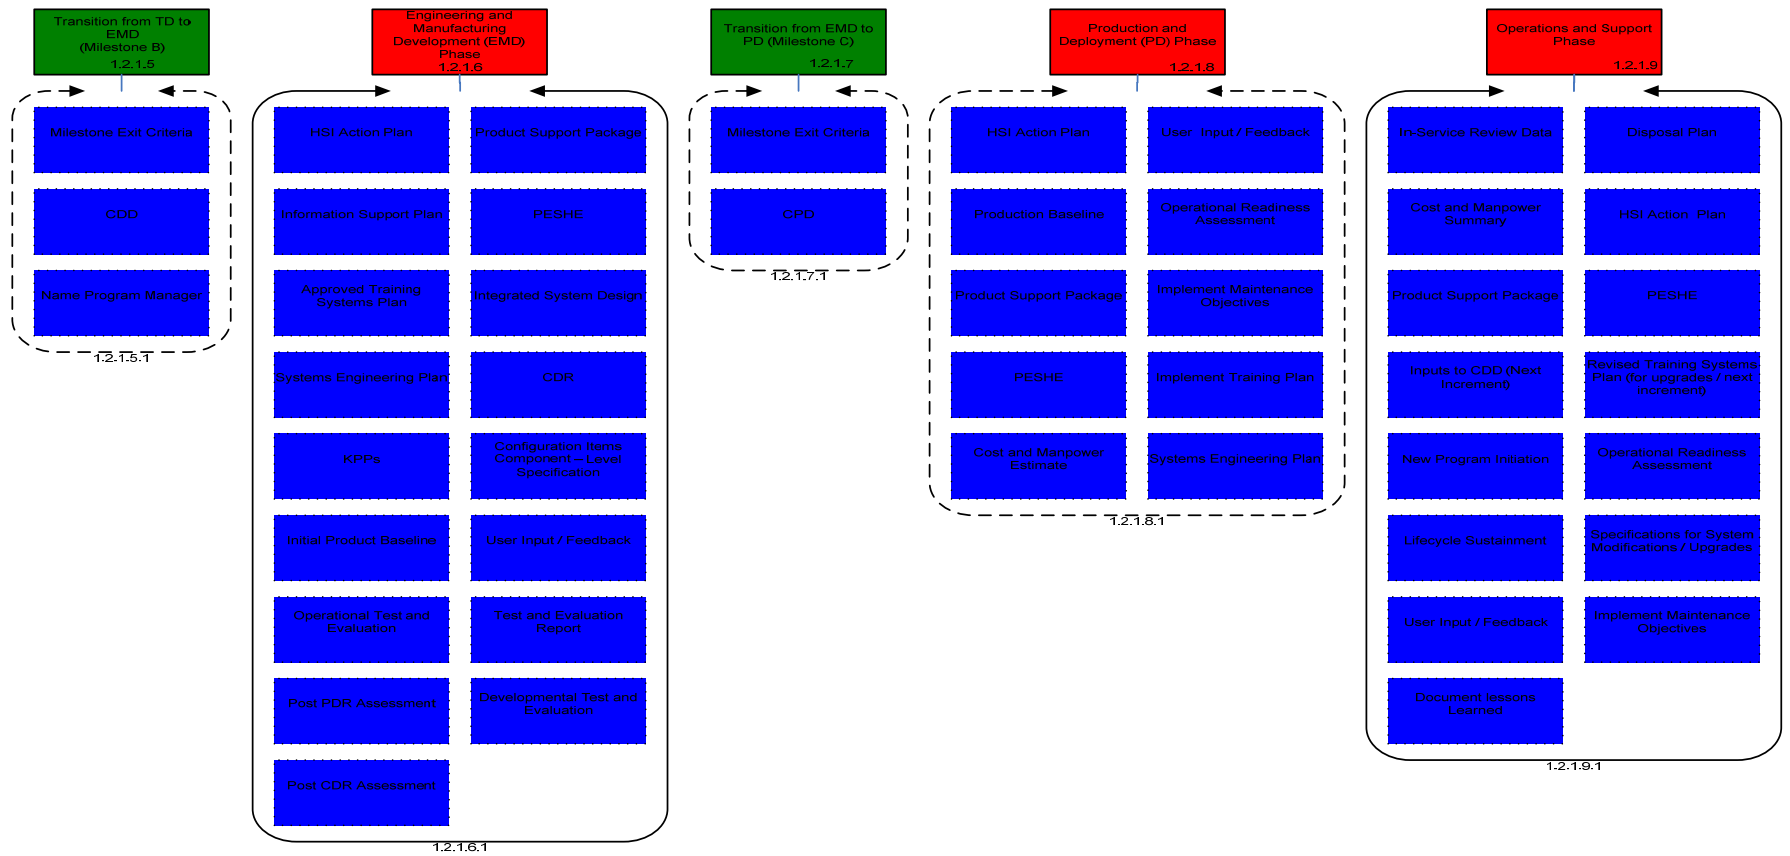 Transition from TD to
EMD
(Milestone B)
1.2.1.5
Milestone Exit Criteria
CDD
Name Program Manager
1.2.1.5.1
Engineering and
Manufacturing
Development (EMD)
Phase
1.2.1.6
HSI Action Plan
Product Support Package
Information Support Plan
PESHE
Approved Training
Systems Plan
Integrated System Design
Systems Engineering Plan
CDR
KPPs
Configuration Items
Component – Level
Specification
Initial Product Baseline
User Input / Feedback
Operational Test and
Evaluation
Test and Evaluation
Report
Post PDR Assessment
Developmental Test and
Evaluation
Post CDR Assessment
1.2.1.6.1
Transition from EMD to
PD (Milestone C)
1.2.1.7
Milestone Exit Criteria
CPD
1.2.1.7.1
Production and
Deployment (PD) Phase
1.2.1.8
HSI Action Plan
User Input / Feedback
Production Baseline
Operational Readiness
Assessment
Product Support Package
Implement Maintenance
Objectives
PESHE
Implement Training Plan
Cost and Manpower
Estimate
Systems Engineering Plan
1.2.1.8.1
Operations and Support
Phase
1.2.1.9
In-Service Review Data
Disposal Plan
Cost and Manpower
Summary
HSI Action Plan
Product Support Package
PESHE
Inputs to CDD (Next
Increment)
Revised Training Systems
Plan (for upgrades / next
increment)
New Program Initiation
Operational Readiness
Assessment
Lifecycle Sustainment
Specifications for System
Modifications / Upgrades
User Input / Feedback
Implement Maintenance
Objectives
Document lessons
Learned
1.2.1.9.1